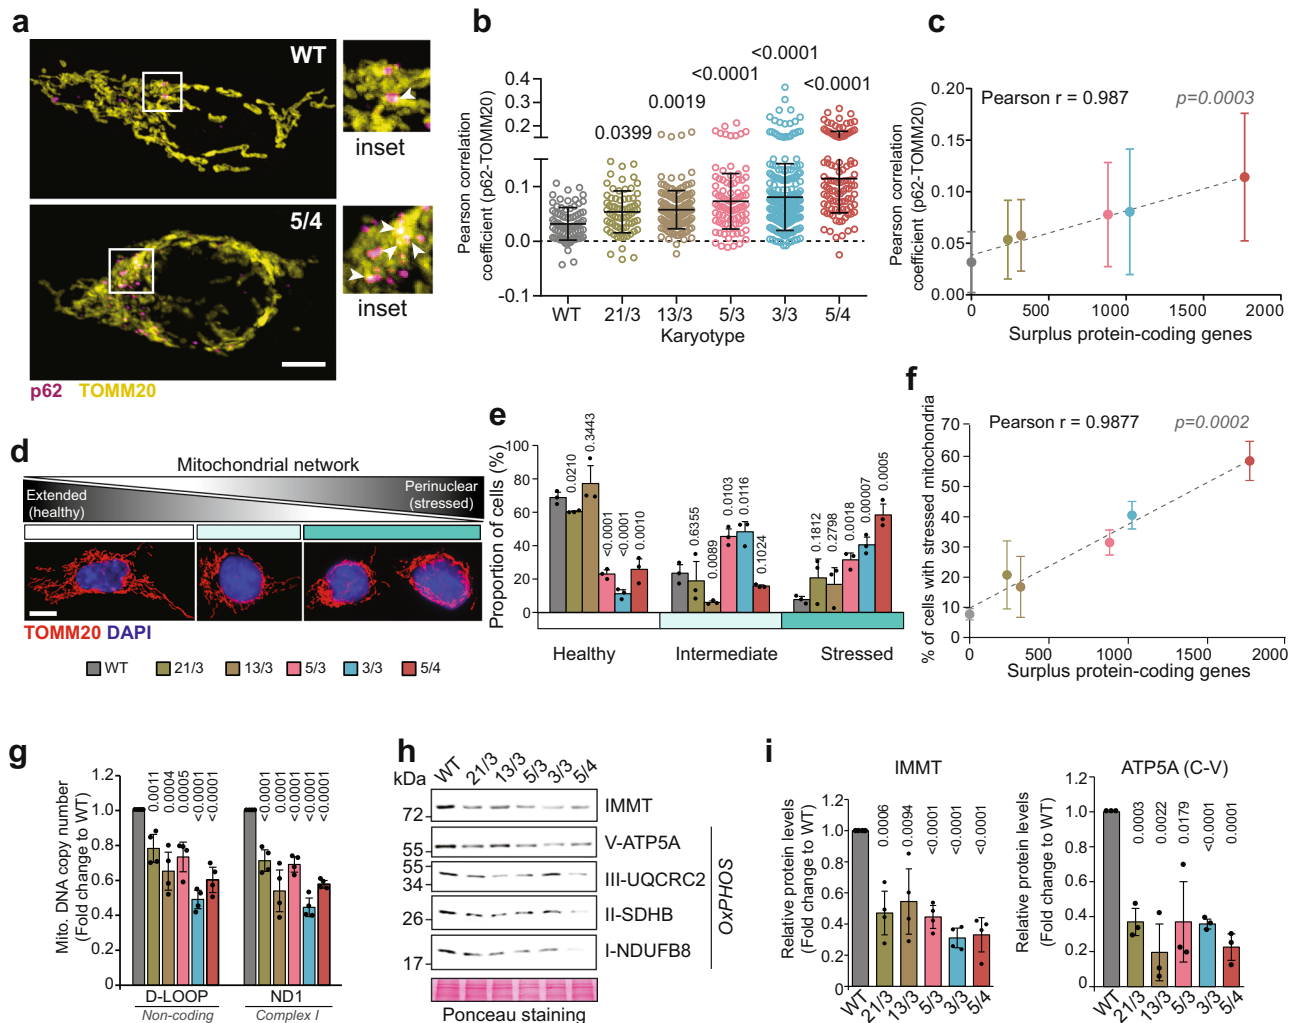 a
WT
inset
5/4
inset
p62 TOMM20
b
Pearson correlation
coefficient (p62-TOMM20)
0.4
0.3
0.2
0.1
0.0
-0.1
0.0399
0.0019
<0.0001
<0.0001
<0.0001
WT 21/3 13/3 5/3 3/3 5/4
Karyotype
c
Pearson correlation
coefficient (p62-TOMM20)
0.20
0.15
0.10
0.05
0.00
Pearson r = 0.987
p=0.0003
0 500 1000 1500 2000
Surplus protein-coding genes
d
Mitochondrial network
Extended
(healthy)
Perinuclear
(stressed)
TOMM20 DAPI
WT 21/3 13/3 5/3 3/3 5/4
e
Proportion of cells (%)
100
80
60
40
20
0
0.0210
0.3443
<0.0001
<0.0001
0.0010
0.6355
0.0089
0.0103
0.0116
0.1024
0.1812
0.2798
0.0018
0.00007
0.0005
Healthy Intermediate Stressed
f
% of cells with stressed mitochondria
70
60
50
40
30
20
10
0
Pearson r = 0.9877
p=0.0002
0 500 1000 1500 2000
Surplus protein-coding genes
g
Mito. DNA copy number
(Fold change to WT)
1.2
1.0
0.8
0.6
0.4
0.2
0
0.0011
0.0004
0.0005
<0.0001
<0.0001
<0.0001
<0.0001
<0.0001
<0.0001
<0.0001
D-LOOP ND1
Non-coding Complex I
h
kDa
WT 21/3 13/3 5/3 3/3 5/4
72
IMMT
55
V-ATP5A
55
34
III-UQCRC2
26
II-SDHB
17
I-NDUFB8
OxPHOS
Ponceau staining
i
IMMT
Relative protein levels
(Fold change to WT)
1.2
1.0
0.8
0.6
0.4
0.2
0
0.0006
0.0094
<0.0001
<0.0001
<0.0001
WT 21/3 13/3 5/3 3/3 5/4
ATP5A (C-V)
Relative protein levels
(Fold change to WT)
1.2
1.0
0.8
0.6
0.4
0.2
0
0.0003
0.0022
0.0179
<0.0001
0.0001
WT 21/3 13/3 5/3 3/3 5/4